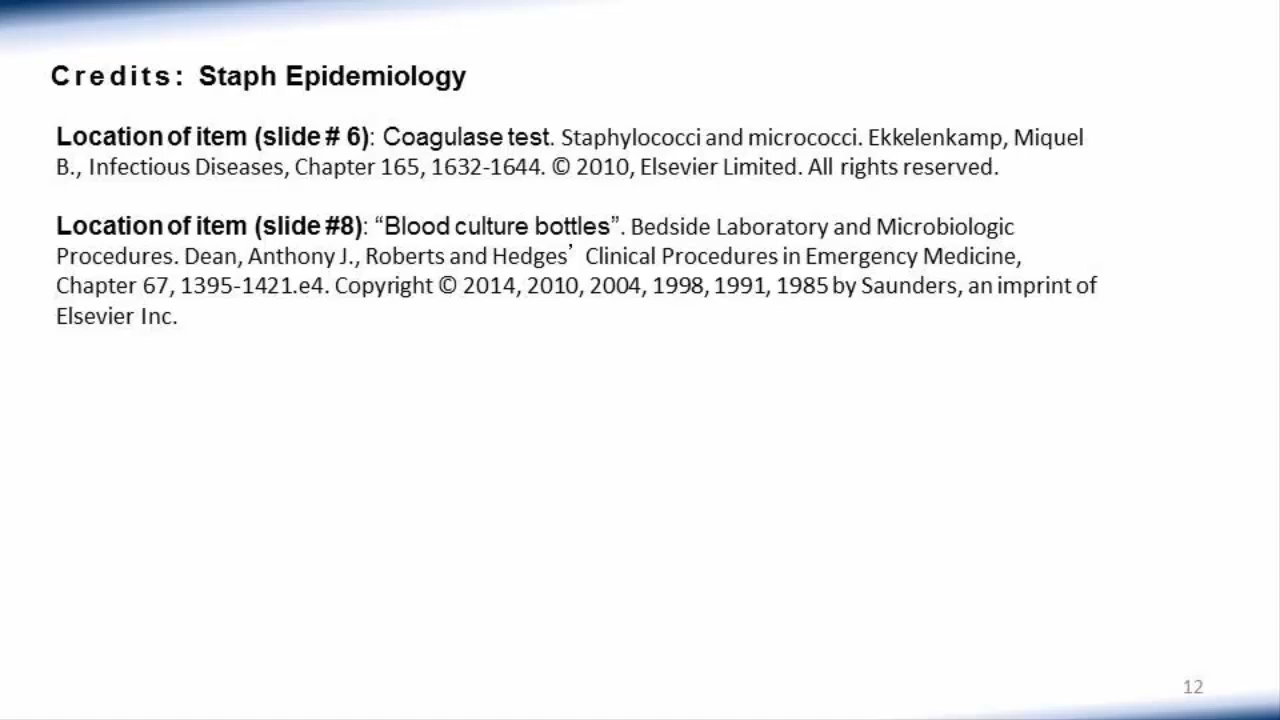 Credits: Staph Epidemiology
Location of item (slide # 6): Coagulase test. Staphylococci and micrococci. Ekkelenkamp, Miquel
B., Infectious Diseases, Chapter 165, 1632-1644. © 2010, Elsevier Limited. All rights reserved.
Location of item (slide #8): “Blood culture bottles”. Bedside Laboratory and Microbiologic
Procedures. Dean, Anthony J., Roberts and Hedges’ Clinical Procedures in Emergency Medicine,
Chapter 67, 1395-1421.e4. Copyright © 2014, 2010, 2004, 1998, 1991, 1985 by Saunders, an imprint of
Elsevier Inc.
12